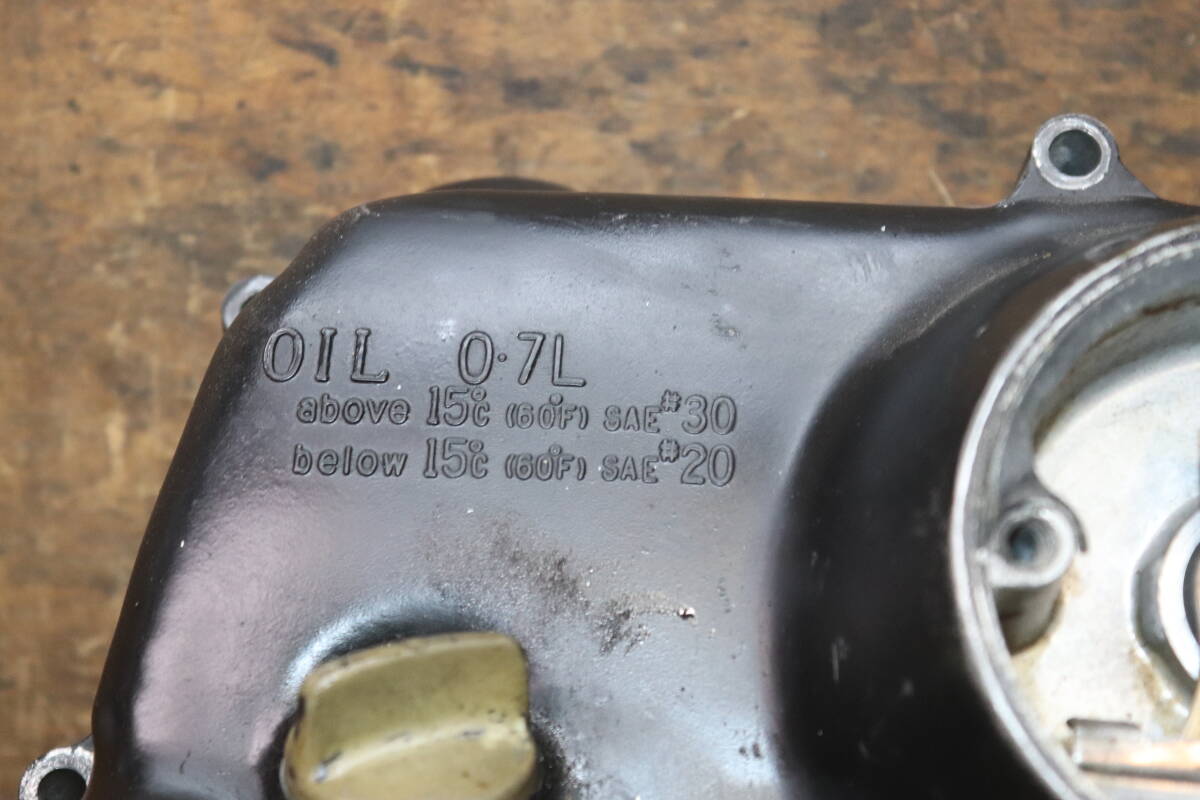 OIL 0.7L
above 15°C (60°F) SAE #30
below 15°C (60°F) SAE #20